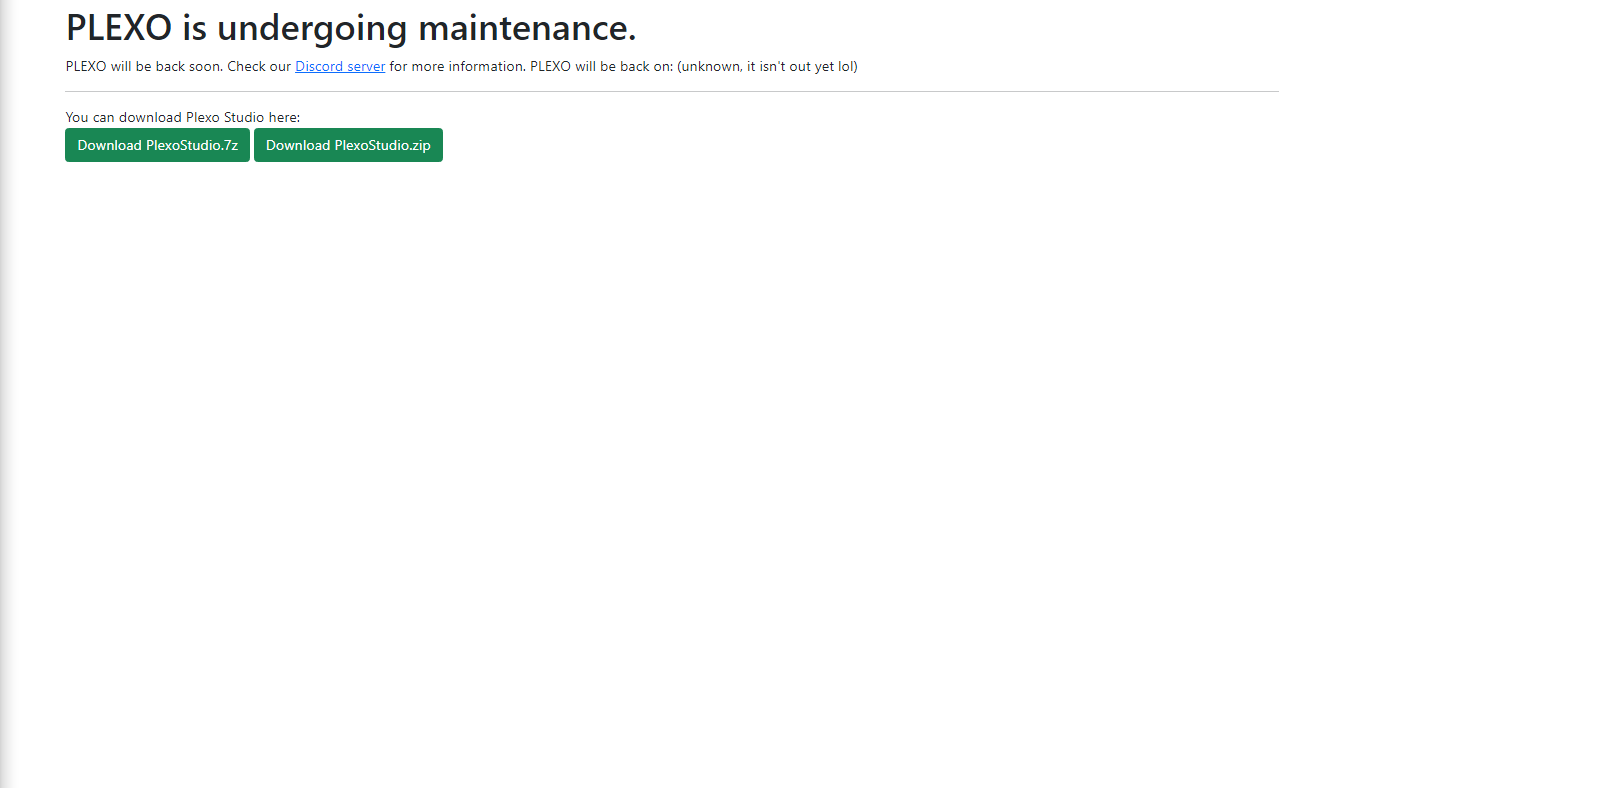 PLEXO is undergoing maintenance.
PLEXO will be back soon. Check our Discord server for more information. PLEXO will be back on: (unknown, it isn't out yet lol)
You can download Plexo Studio here:
Download PlexoStudio.7z Download PlexoStudio.zip